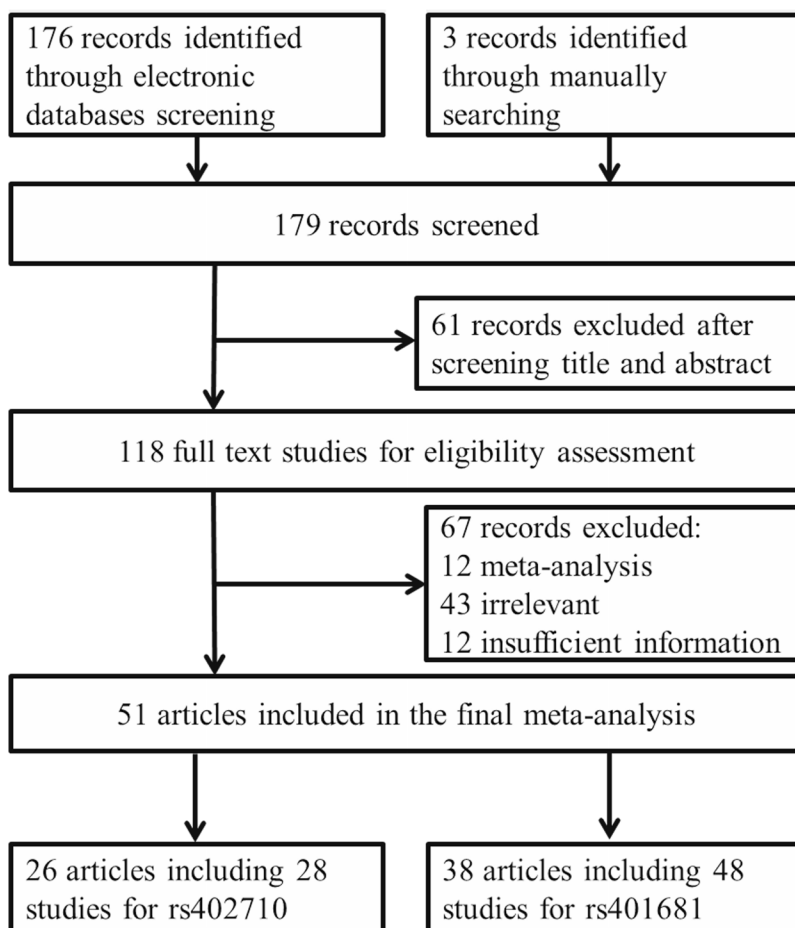 176 records identified
through electronic
databases screening
3 records identified
through manually
searching
179 records screened
61 records excluded after
screening title and abstract
118 full text studies for eligibility assessment
67 records excluded:
12 meta-analysis
43 irrelevant
12 insufficient information
51 articles included in the final meta-analysis
26 articles including 28
studies for rs402710
38 articles including 48
studies for rs401681